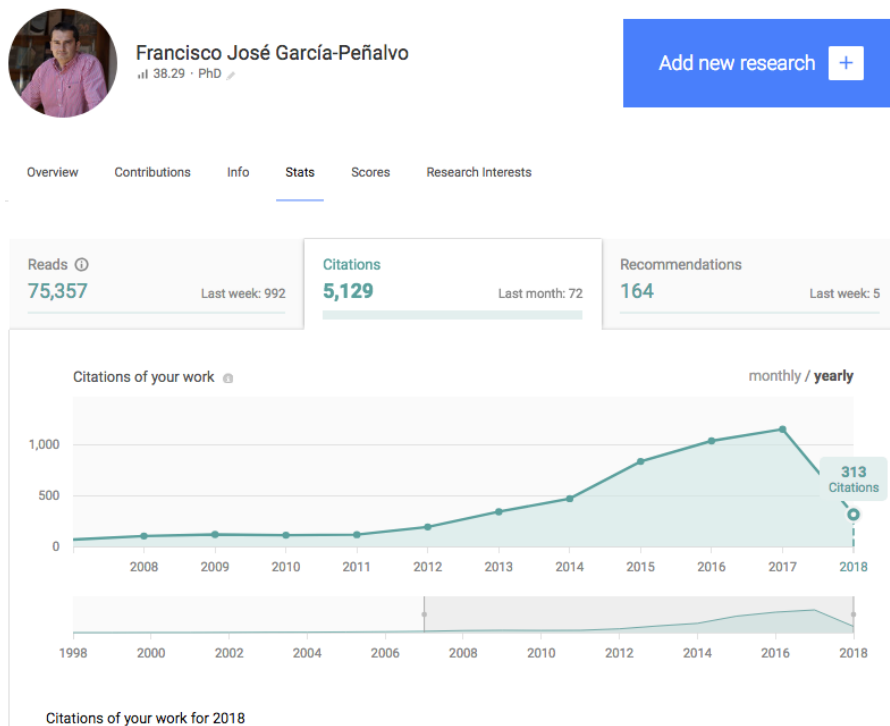 Francisco José García-Peñalvo
38.29 · PhD
Add new research +
Overview Contributions Info Stats Scores Research Interests
Reads Citations Recommendations
75,357 Last week: 992 5,129 Last month: 72 164 Last week: 5
Citations of your work monthly / yearly
1,000
500
0
313
Citations
2008 2009 2010 2011 2012 2013 2014 2015 2016 2017 2018
1998 2000 2002 2004 2006 2008 2010 2012 2014 2016 2018
Citations of your work for 2018